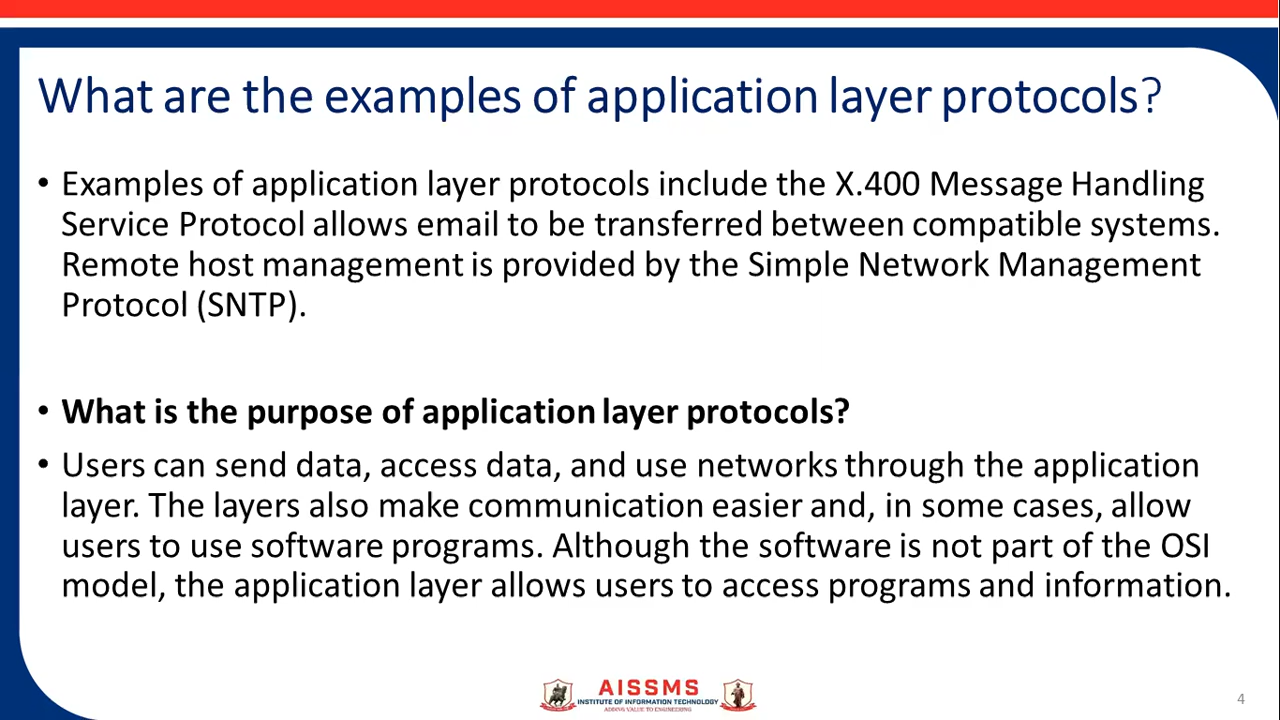 What are the examples of application layer protocols?
• Examples of application layer protocols include the X.400 Message Handling
Service Protocol allows email to be transferred between compatible systems.
Remote host management is provided by the Simple Network Management
Protocol (SNTP).
• What is the purpose of application layer protocols?
• Users can send data, access data, and use networks through the application
layer. The layers also make communication easier and, in some cases, allow
users to use software programs. Although the software is not part of the OSI
model, the application layer allows users to access programs and information.
AISSMS
INSTITUTE OF INFORMATION TECHNOLOGY
ADDING VALUE TO ENGINEERING
4